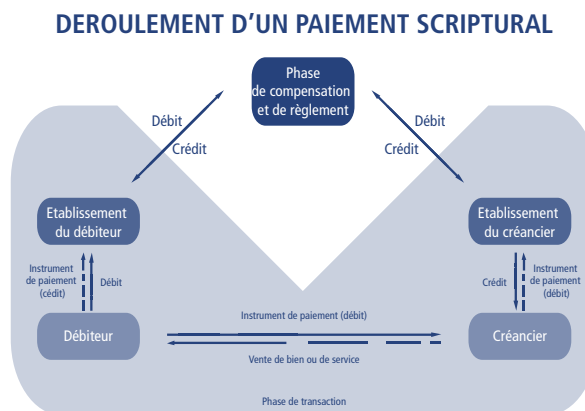 DEROULEMENT D'UN PAIEMENT SCRIPTURAL
Phase
de compensation
et de règlement
Débit
Crédit
Débit
Crédit
Etablissement
du débiteur
Etablissement
du créancier
Instrument
de paiement
(cédit)
Débit
Crédit
Instrument
de paiement
(débit)
Débiteur
Instrument de paiement (débit)
Vente de bien ou de service
Créancier
Phase de transaction